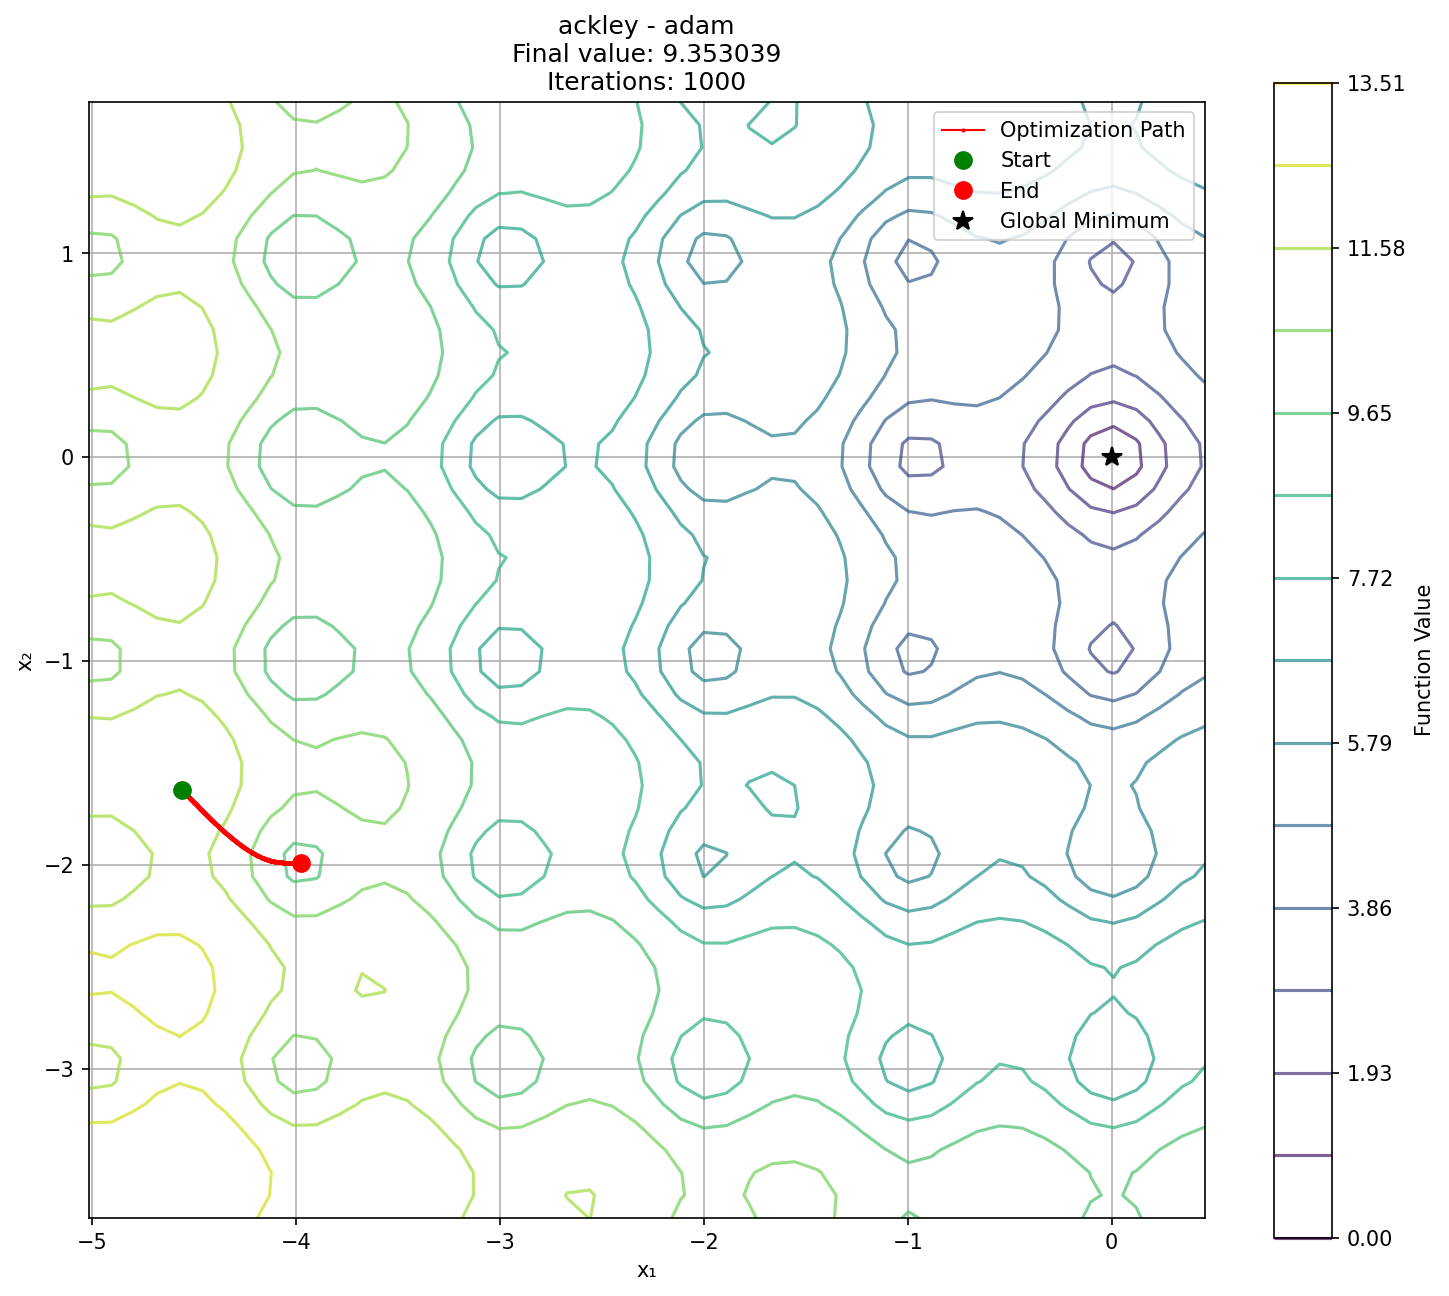 ackley - adam
Final value: 9.353039
Iterations: 1000
Optimization Path
Start
End
Global Minimum
1
0
−1
−2
−3
x₂
−5
−4
−3
−2
−1
0
x₁
13.51
11.58
9.65
7.72
5.79
3.86
1.93
0.00
Function Value